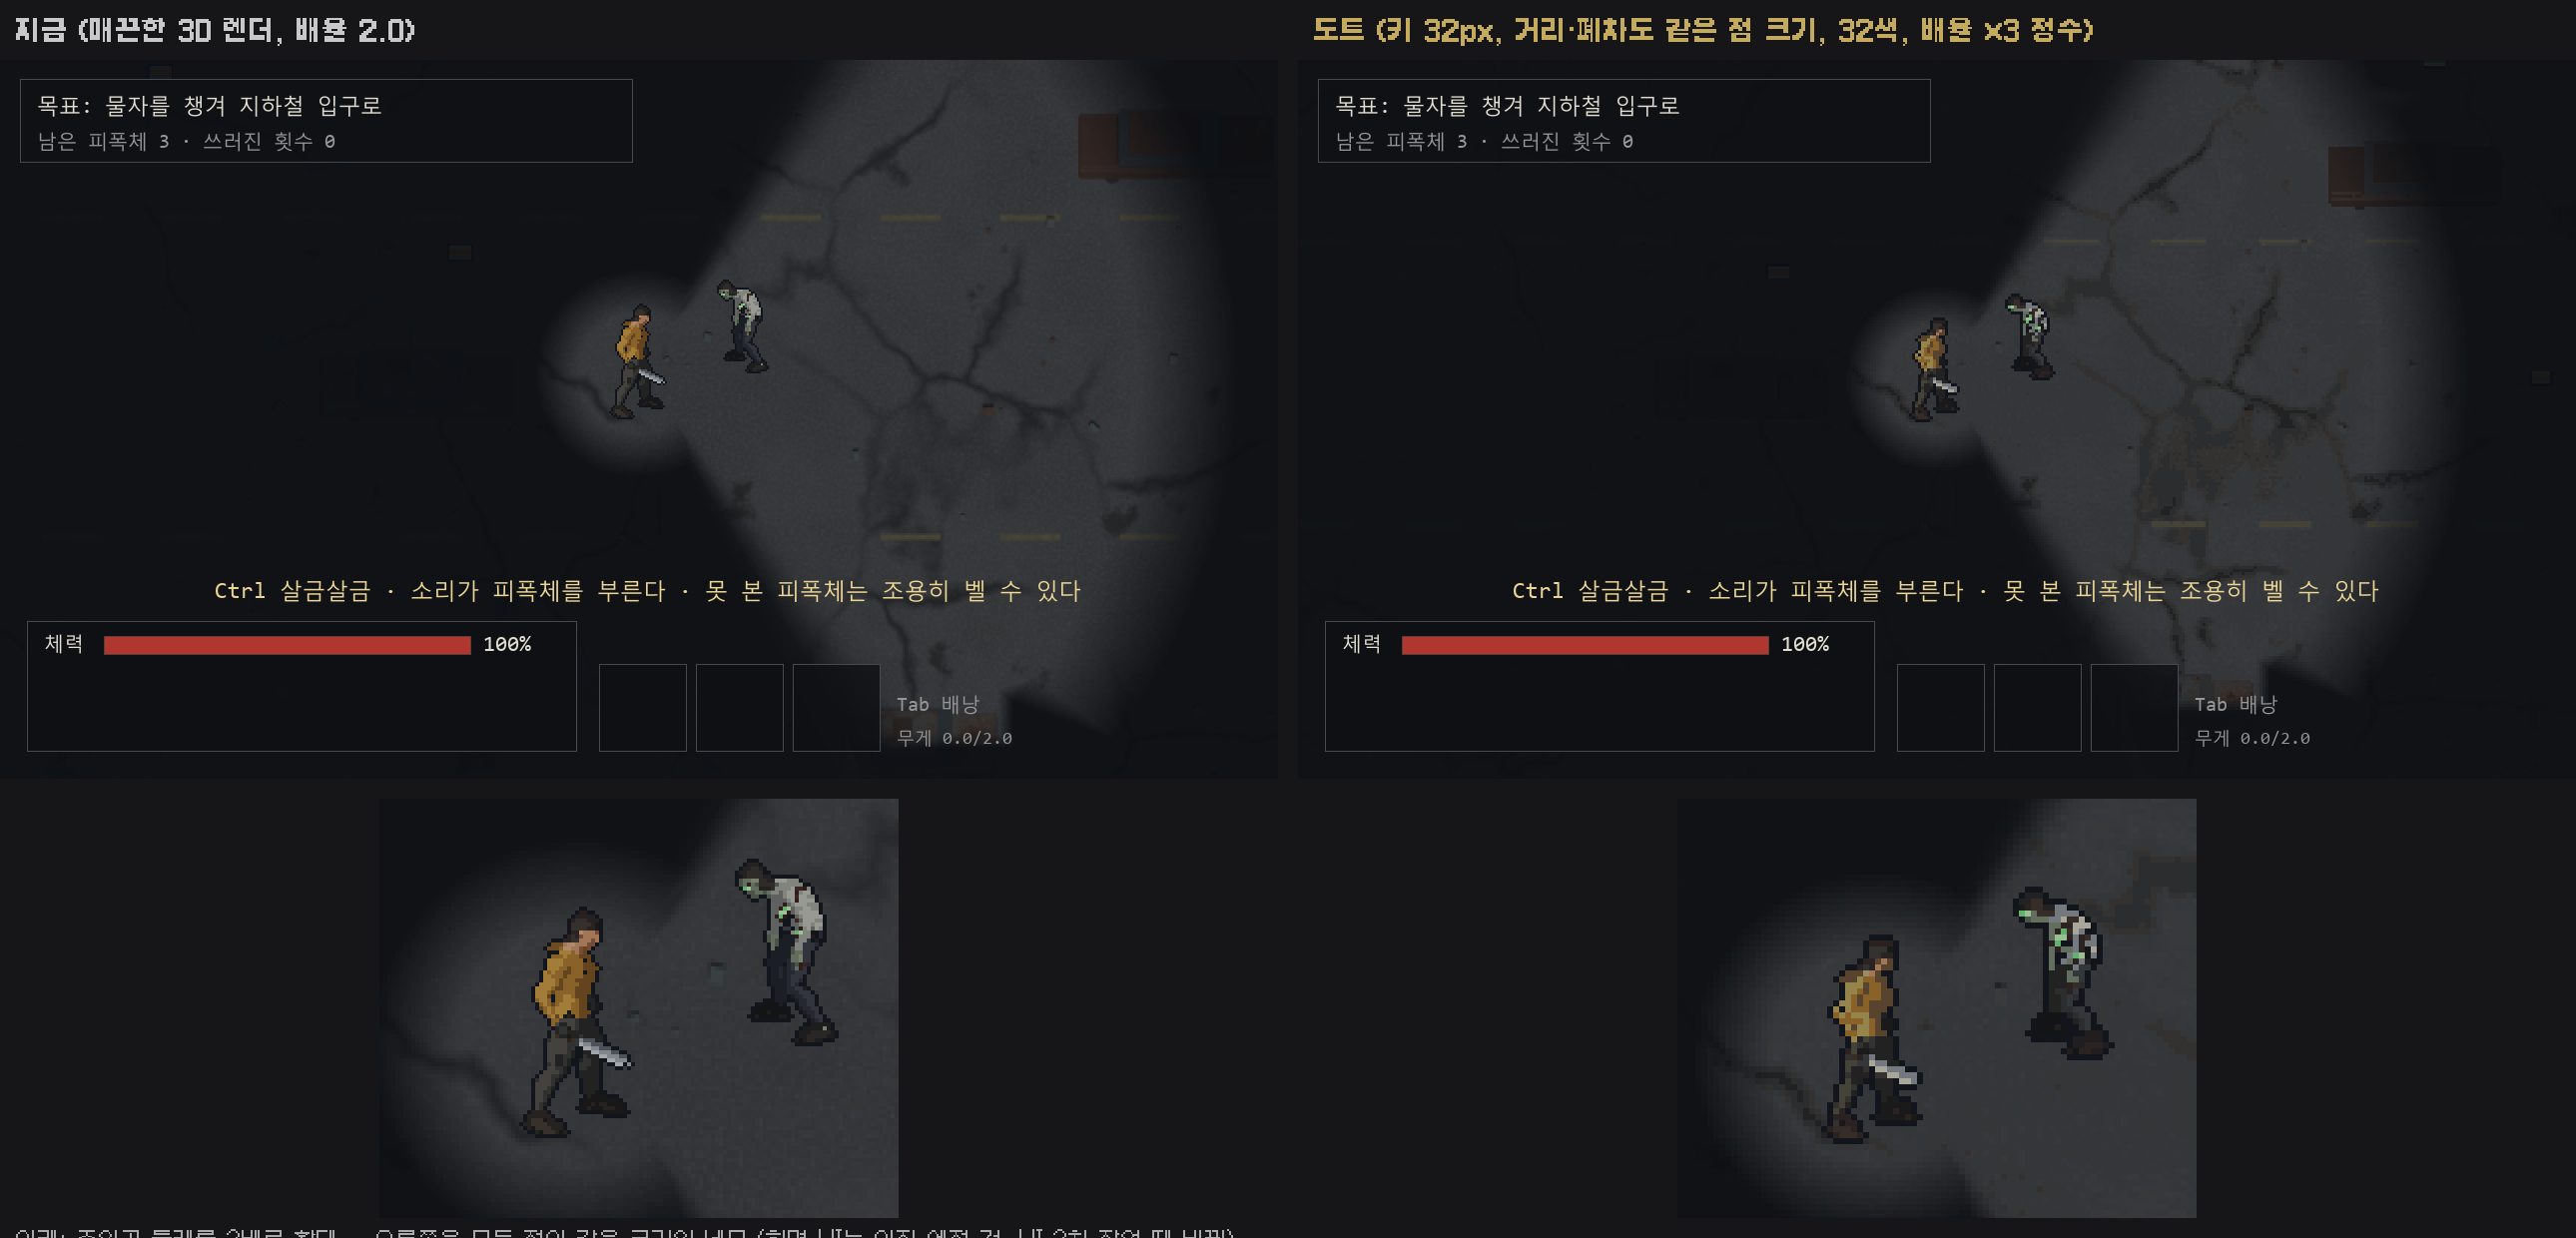 지금 (매끈한 3D 렌더, 배율 2.0)
목표: 물자를 챙겨 지하철 입구로
남은 피폭체 3 · 쓰러진 횟수 0
Ctrl 살금살금 · 소리가 피폭체를 부른다 · 못 본 피폭체는 조용히 벨 수 있다
체력 100%
Tab 배낭
무게 0.0/2.0
도트 (키 32px, 거리·폐차도 같은 점 크기, 32색, 배율 ×3 정수)
목표: 물자를 챙겨 지하철 입구로
남은 피폭체 3 · 쓰러진 횟수 0
Ctrl 살금살금 · 소리가 피폭체를 부른다 · 못 본 피폭체는 조용히 벨 수 있다
체력 100%
Tab 배낭
무게 0.0/2.0